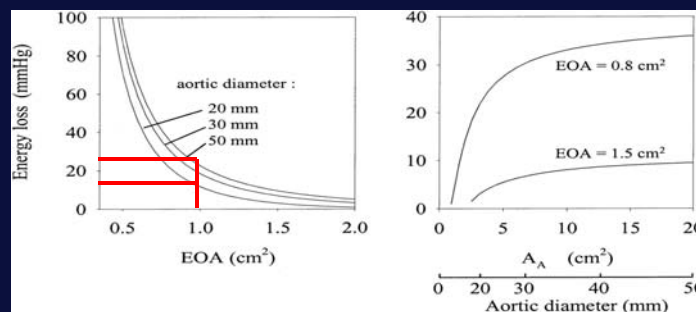 Energy loss (mmHg)
100
80
60
40
20
0
aortic diameter :
20 mm
30 mm
50 mm
0.5
1.0
1.5
2.0
EOA (cm²)
40
30
20
10
0
EOA = 0.8 cm²
EOA = 1.5 cm²
0
5
10
15
20
A_A (cm²)
0
20
30
40
50
Aortic diameter (mm)